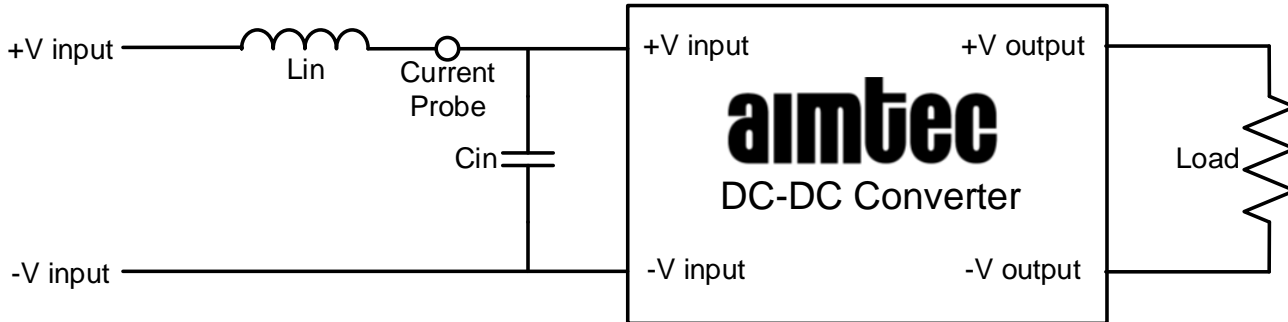 +V input
Lin
Current
Probe
Cin
-V input
+V input
+V output
aimtec
DC-DC Converter
-V input
-V output
Load